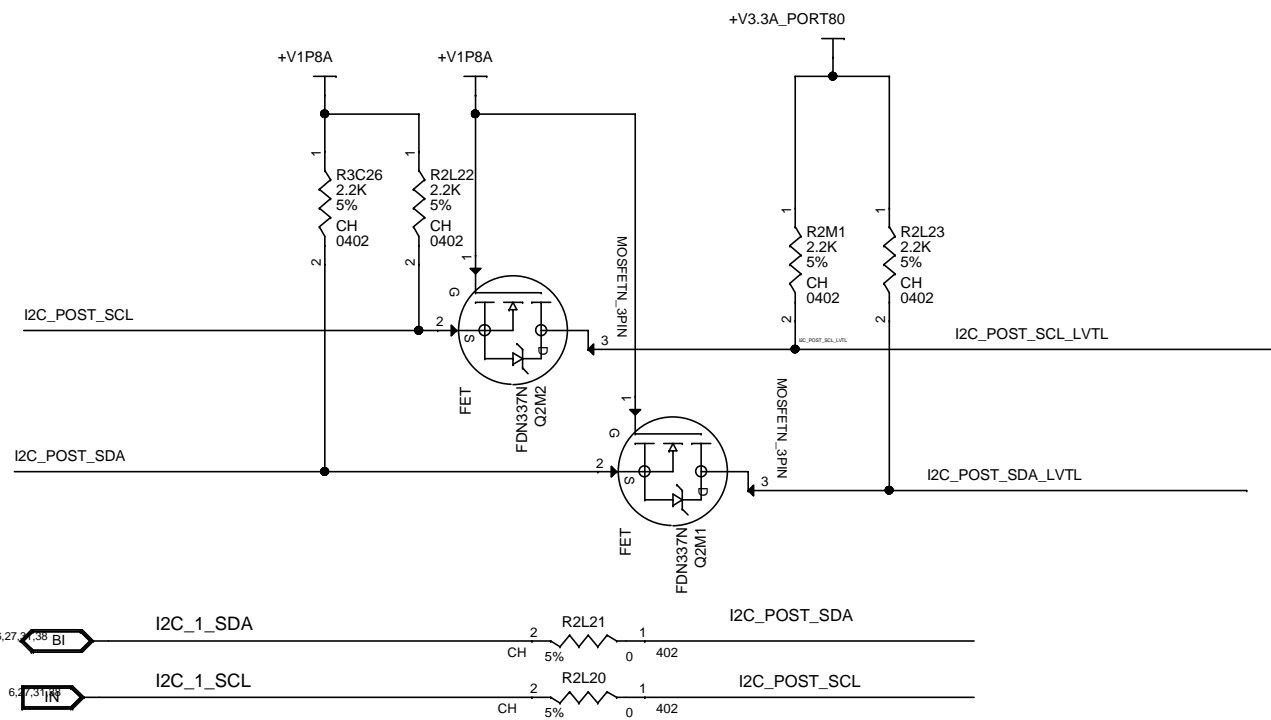 +V3.3A_PORT80
+V1P8A
+V1P8A
1
R3C26
2.2K
5%
CH
0402
2
1
R2L22
2.2K
5%
CH
0402
1
G
2
S
D
3
FET
FDN337N
Q2M2
MOSFETN_3PIN
1
R2M1
2.2K
5%
CH
0402
2
1
R2L23
2.2K
5%
CH
0402
2
I2C_POST_SCL
I2C_POST_SCL_LVTL
I2C_POST_SCL_LVTL
1
G
2
S
D
3
FET
FDN337N
Q2M1
MOSFETN_3PIN
I2C_POST_SDA
I2C_POST_SDA_LVTL
BI
I2C_1_SDA
2
R2L21
1
CH
5%
0
402
I2C_POST_SDA
IN
I2C_1_SCL
2
R2L20
1
CH
5%
0
402
I2C_POST_SCL